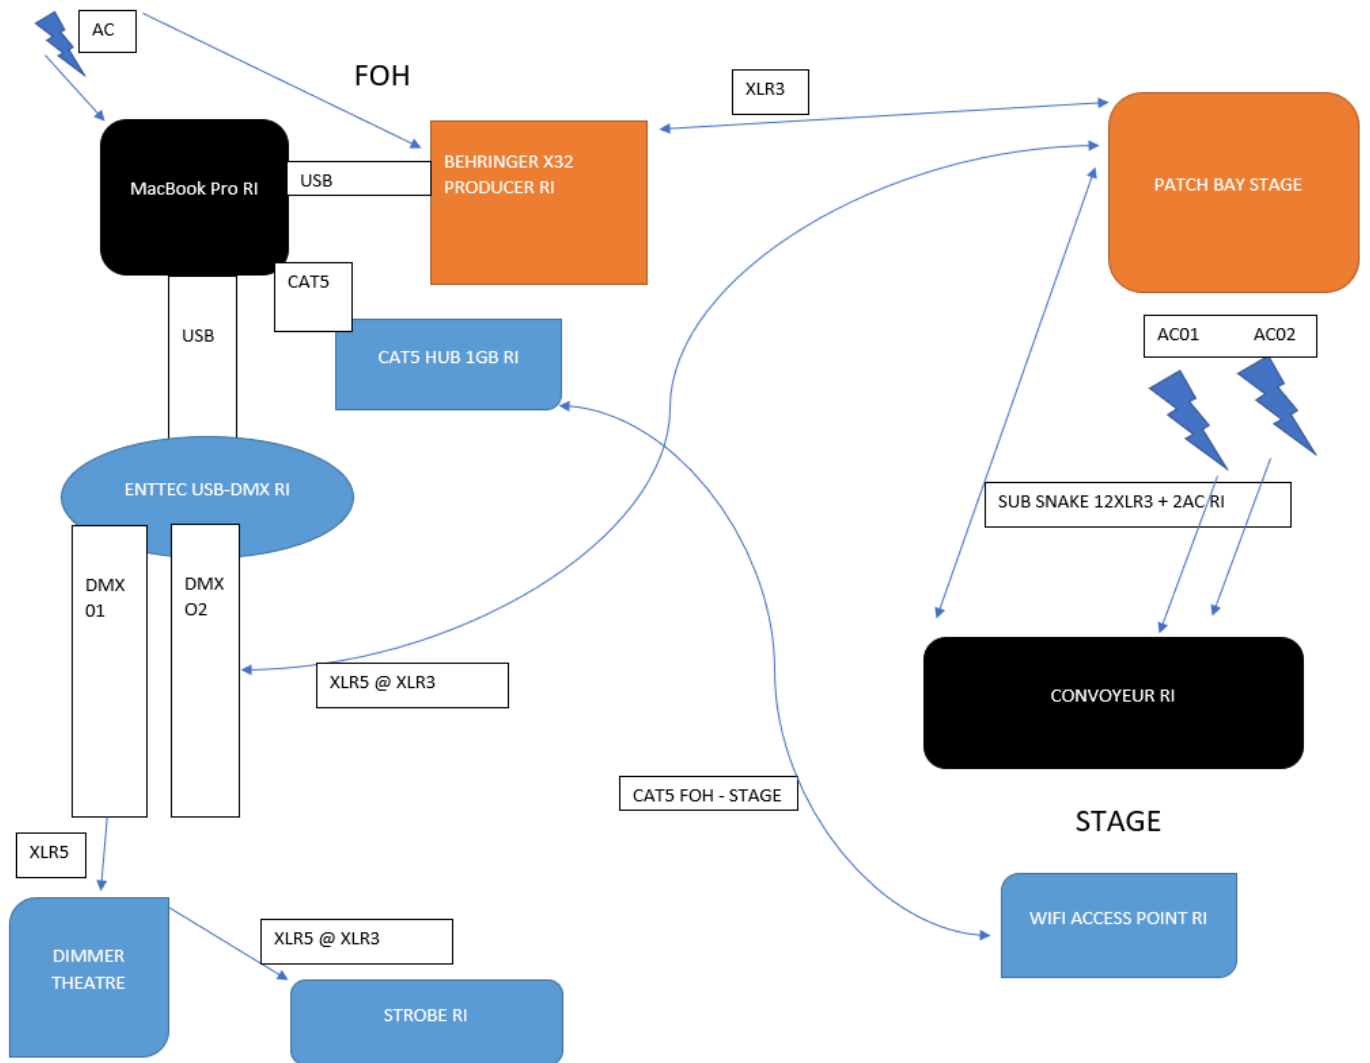 AC
FOH
XLR3
MacBook Pro RI
USB
BEHRINGER X32
PRODUCER RI
PATCH BAY STAGE
CAT5
USB
CAT5 HUB 1GB RI
AC01 AC02
ENTTEC USB-DMX RI
SUB SNAKE 12XLR3 + 2AC RI
DMX
01
DMX
O2
XLR5 @ XLR3
CONVOYEUR RI
CAT5 FOH - STAGE
STAGE
XLR5
WIFI ACCESS POINT RI
XLR5 @ XLR3
DIMMER
THEATRE
STROBE RI